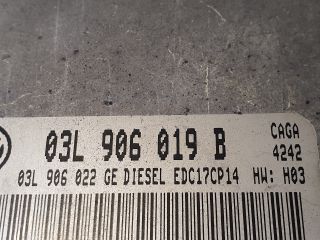 03L 906 019 B
CAGA
4242
03L 906 022 GE DIESEL EDC17CP14 HW: H03